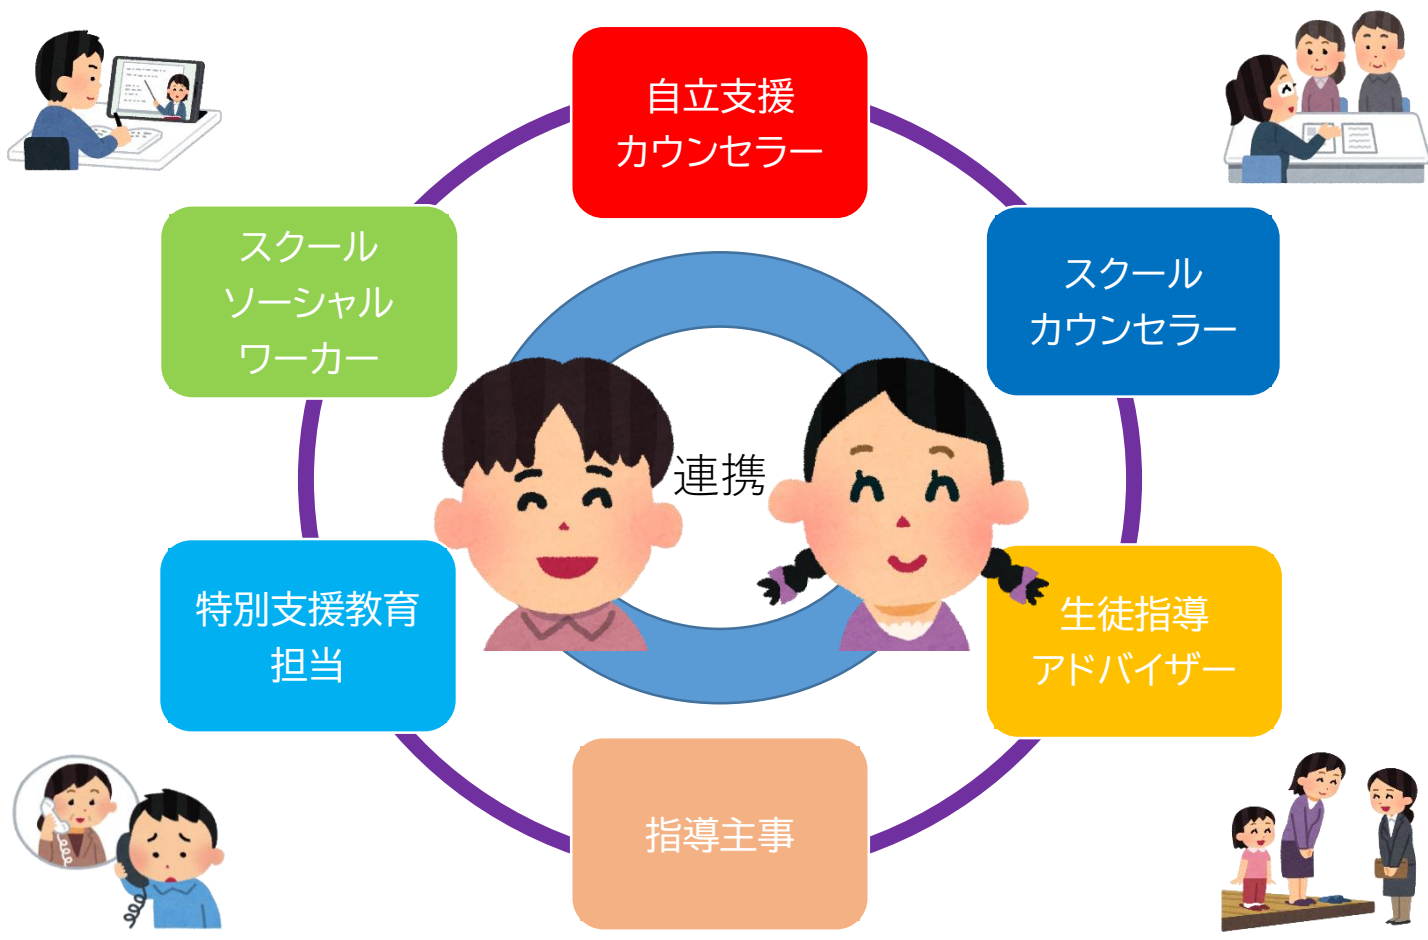 自立支援
カウンセラー
スクール
ソーシャル
ワーカー
スクール
カウンセラー
連携
特別支援教育
担当
生徒指導
アドバイザー
指導主事